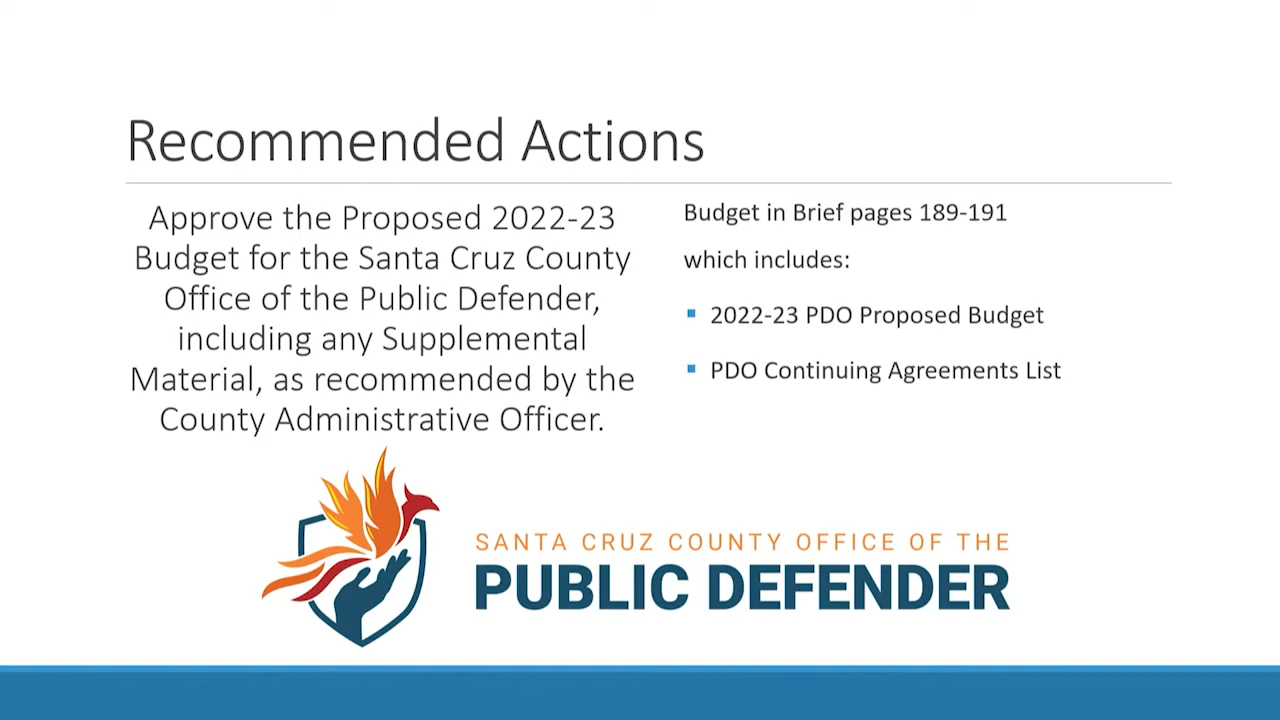 Recommended Actions
Approve the Proposed 2022-23
Budget for the Santa Cruz County
Office of the Public Defender,
including any Supplemental
Material, as recommended by the
County Administrative Officer.
Budget in Brief pages 189-191
which includes:
▪ 2022-23 PDO Proposed Budget
▪ PDO Continuing Agreements List
SANTA CRUZ COUNTY OFFICE OF THE
PUBLIC DEFENDER